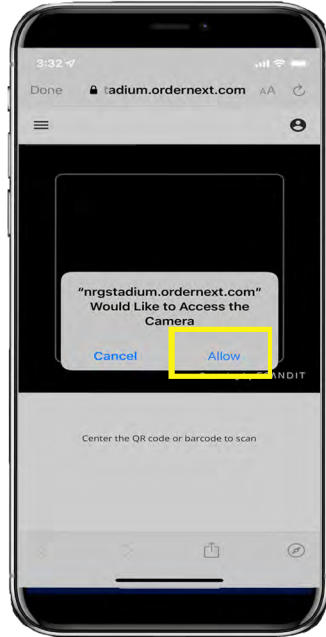 3:32
Done tadium.ordernext.com AA
"nrgstadium.ordernext.com"
Would Like to Access the
Camera
Cancel Allow
Center the QR code or barcode to scan